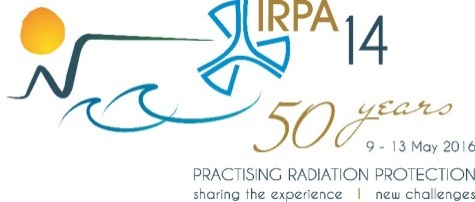 IRPA 14
50 years
9 - 13 May 2016
PRACTISING RADIATION PROTECTION
sharing the experience | new challenges